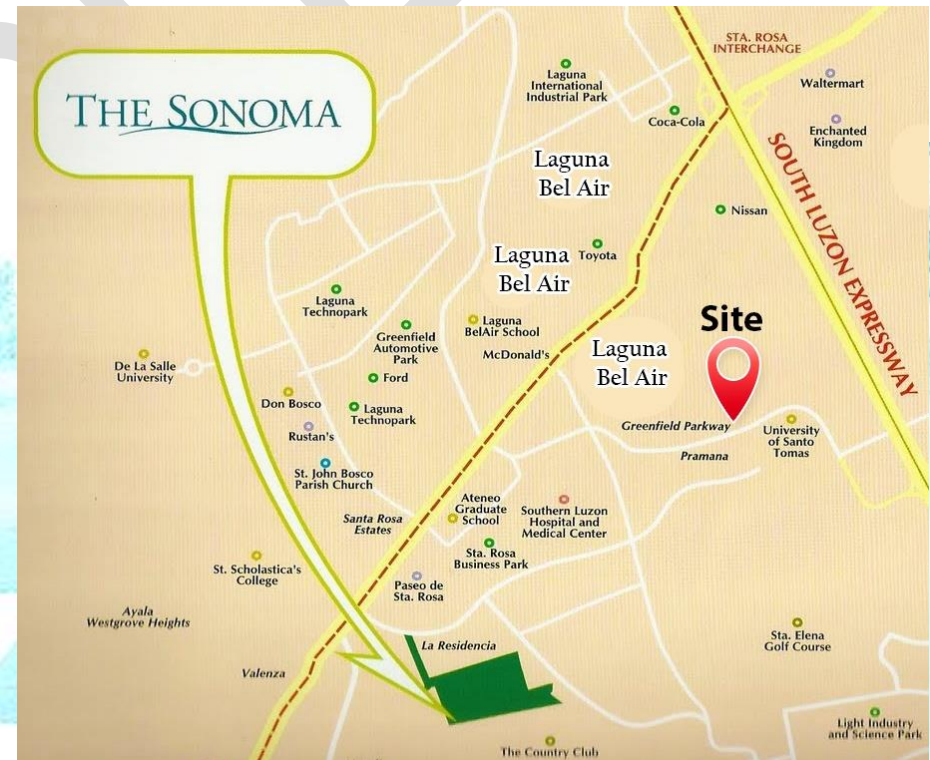 THE SONOMA
STA. ROSA
INTERCHANGE
Laguna
International
Industrial Park
Waltermart
Coca-Cola
Enchanted
Kingdom
SOUTH LUZON EXPRESSWAY
Laguna
Bel Air
Nissan
Toyota
Laguna
Bel Air
Laguna
Technopark
Laguna
BelAir School
Greenfield
Automotive
Park
McDonald's
Site
Laguna
Bel Air
De La Salle
University
Ford
Don Bosco
Laguna
Technopark
Greenfield Parkway
University
of Santo
Tomas
Rustan's
Pramana
St. John Bosco
Parish Church
Santa Rosa
Estates
Ateneo
Graduate
School
Southern Luzon
Hospital and
Medical Center
Sta. Rosa
Business Park
St. Scholastica's
College
Paseo de
Sta. Rosa
Ayala
Westgrove Heights
La Residencia
Sta. Elena
Golf Course
Valenza
Light Industry
and Science Park
The Country Club